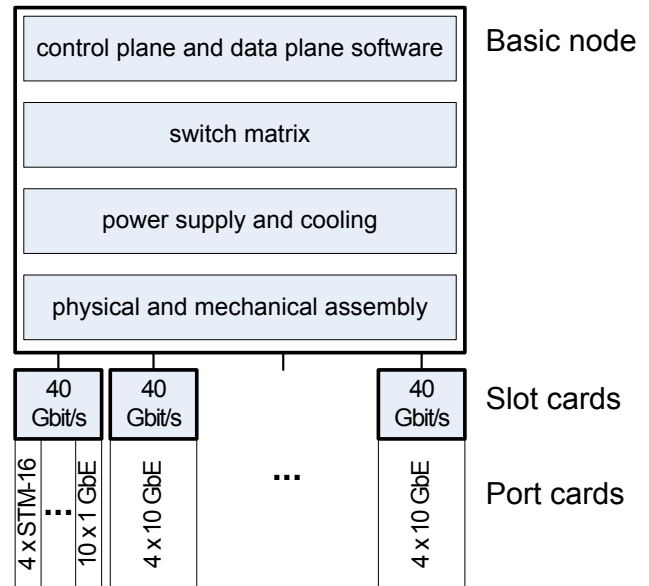 control plane and data plane software
Basic node
switch matrix
power supply and cooling
physical and mechanical assembly
40
Gbit/s
40
Gbit/s
40
Gbit/s
Slot cards
4 x STM-16
...
10 x 1 GbE
4 x 10 GbE
...
4 x 10 GbE
Port cards